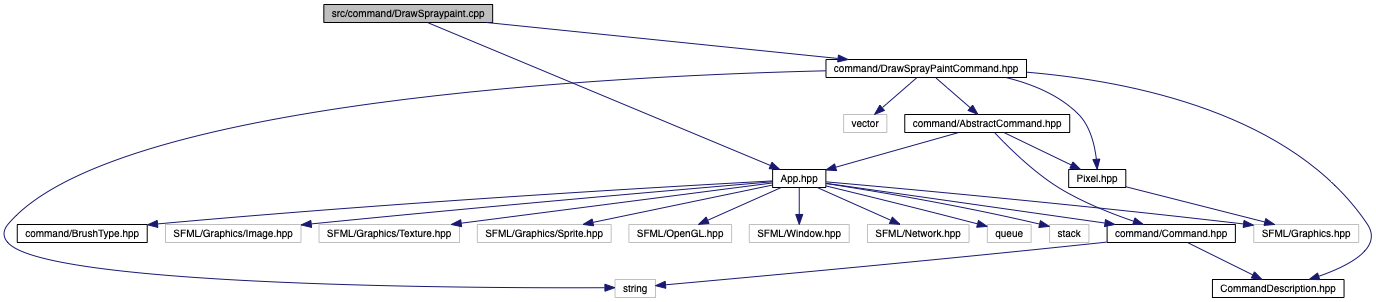 src/command/DrawSpraypaint.cpp
command/DrawSprayPaintCommand.hpp
vector
command/AbstractCommand.hpp
App.hpp
Pixel.hpp
command/BrushType.hpp
SFML/Graphics/Image.hpp
SFML/Graphics/Texture.hpp
SFML/Graphics/Sprite.hpp
SFML/OpenGL.hpp
SFML/Window.hpp
SFML/Network.hpp
queue
stack
command/Command.hpp
SFML/Graphics.hpp
string
CommandDescription.hpp